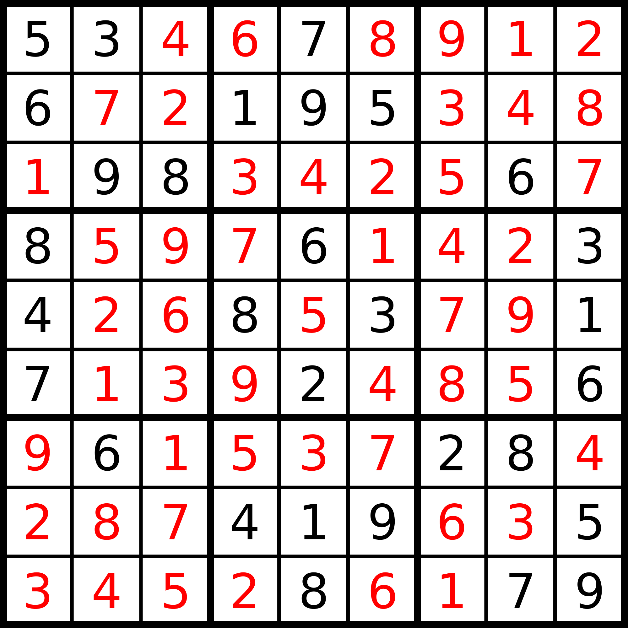 5 3 4 6 7 8 9 1 2
6 7 2 1 9 5 3 4 8
1 9 8 3 4 2 5 6 7
8 5 9 7 6 1 4 2 3
4 2 6 8 5 3 7 9 1
7 1 3 9 2 4 8 5 6
9 6 1 5 3 7 2 8 4
2 8 7 4 1 9 6 3 5
3 4 5 2 8 6 1 7 9